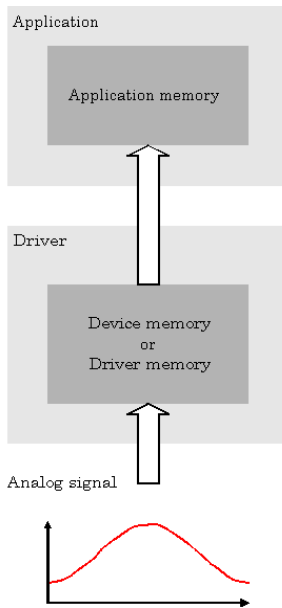 Application
Application memory
Driver
Device memory
or
Driver memory
Analog signal